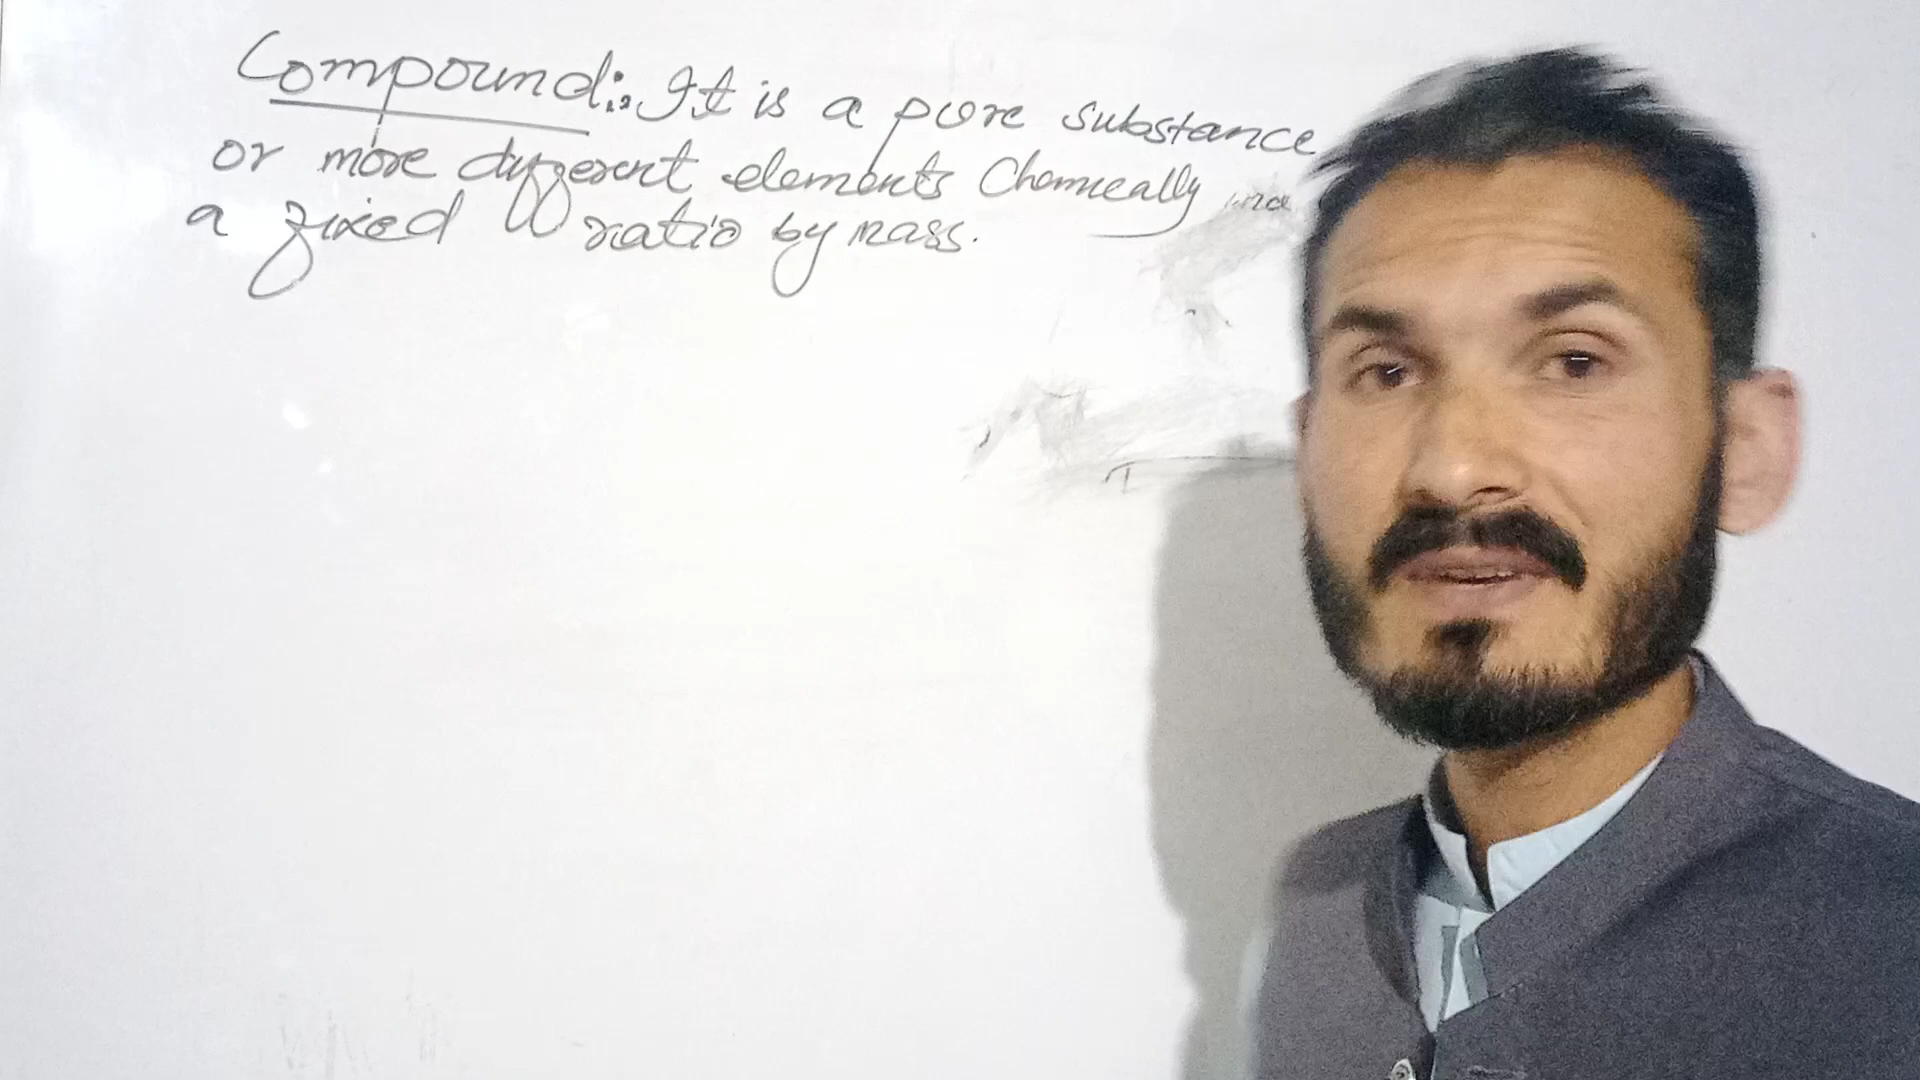 Compound:. It is a pure substance
or more different elements Chemically
a fixed ratio by mass.